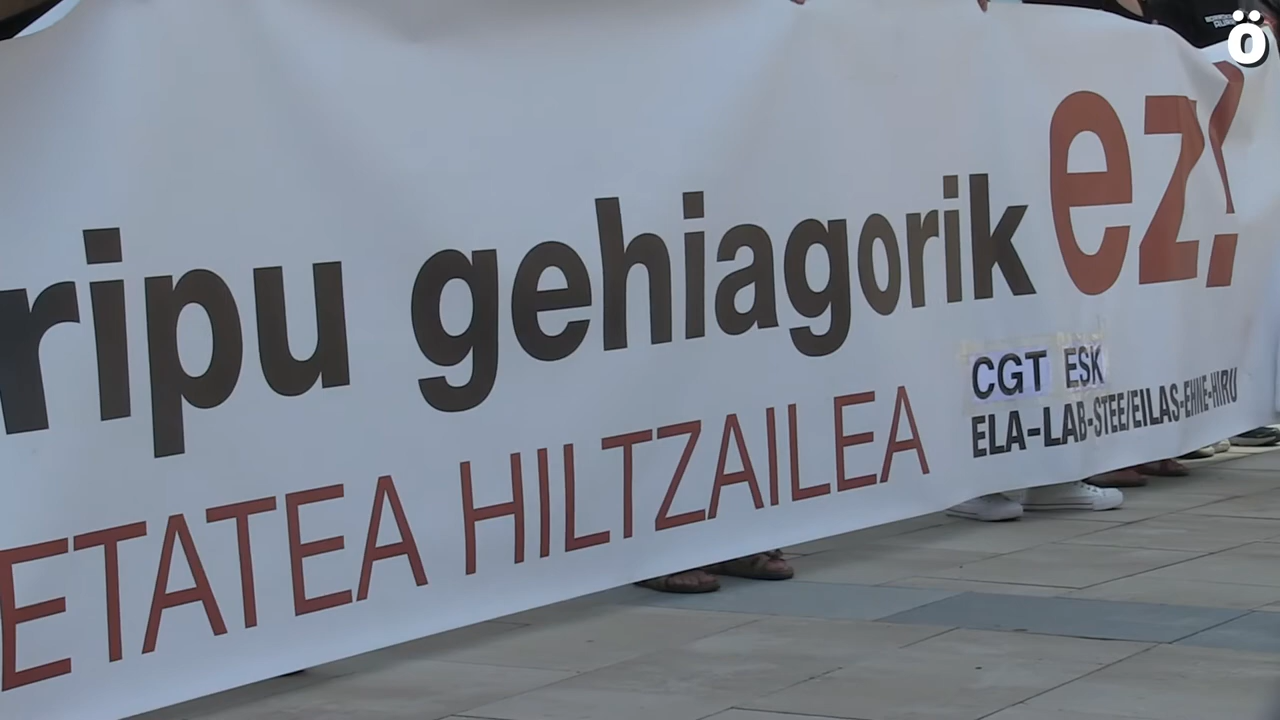 ripu gehiagorik ez!
ETATEA HILTZAILEA
CGT ESK
ELA-LAB-STEE/EILAS-EHNE-HIRU
ö